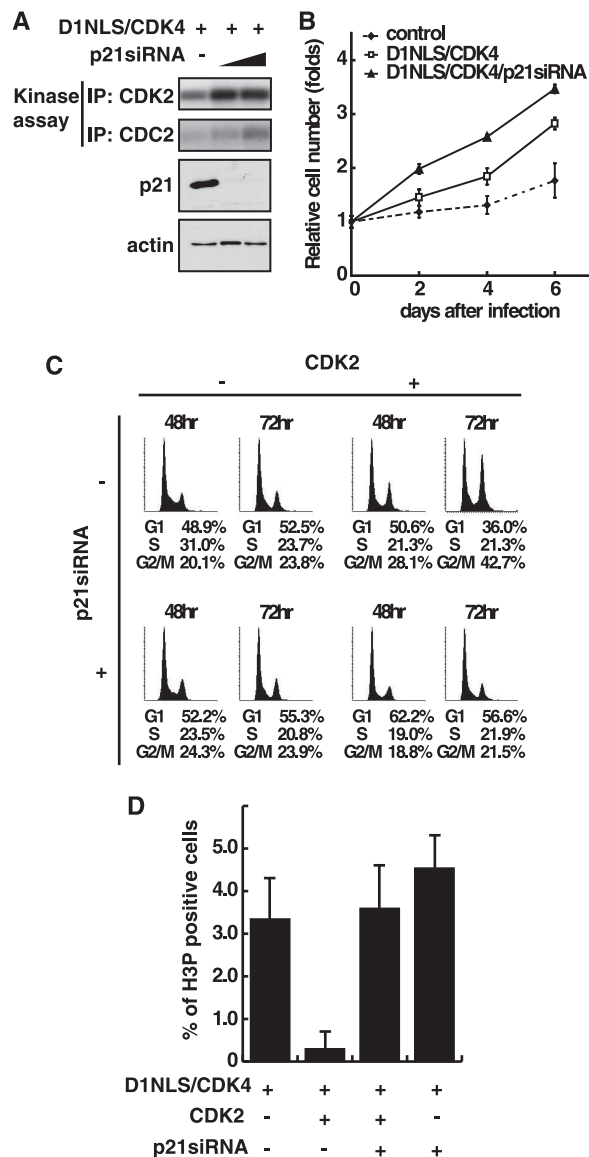 A
D1NLS/CDK4 + + +
p21siRNA -
Kinase assay
IP: CDK2
IP: CDC2
p21
actin
B
control
D1NLS/CDK4
D1NLS/CDK4/p21siRNA
Relative cell number (folds)
4
3
2
1
0
0 2 4 6
days after infection
C
CDK2
- +
p21siRNA
-
48hr 72hr 48hr 72hr
G1 48.9% G1 52.5% G1 50.6% G1 36.0%
S 31.0% S 23.7% S 21.3% S 21.3%
G2/M 20.1% G2/M 23.8% G2/M 28.1% G2/M 42.7%
+
48hr 72hr 48hr 72hr
G1 52.2% G1 55.3% G1 62.2% G1 56.6%
S 23.5% S 20.8% S 19.0% S 21.9%
G2/M 24.3% G2/M 23.9% G2/M 18.8% G2/M 21.5%
D
% of H3P positive cells
5.0
4.0
3.0
2.0
1.0
0
D1NLS/CDK4 + + + +
CDK2 - + + -
p21siRNA - - + +